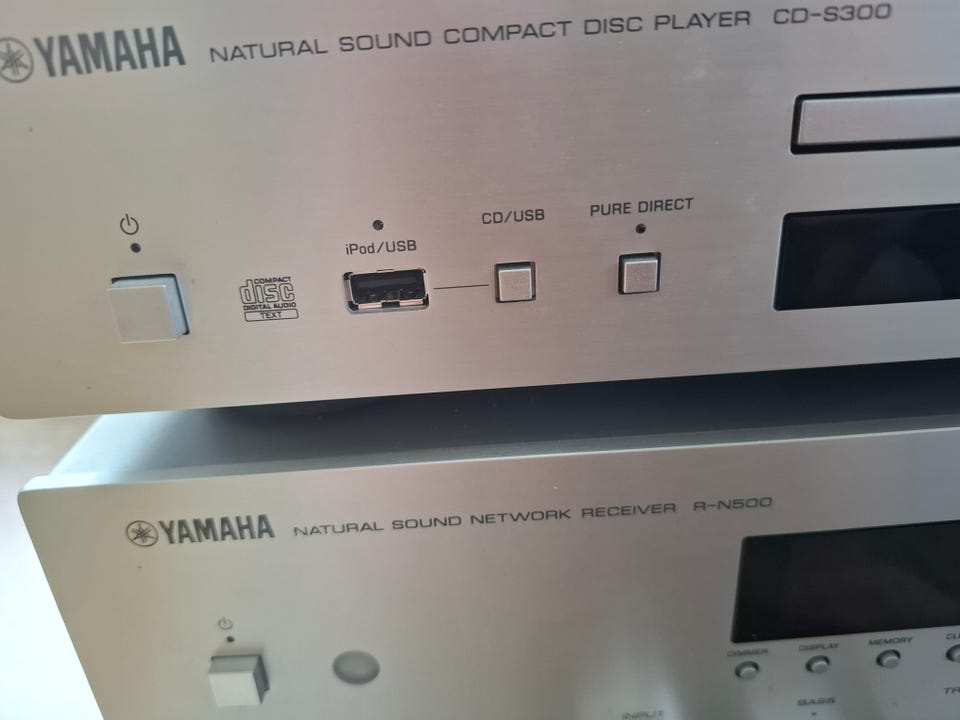 YAMAHA NATURAL SOUND COMPACT DISC PLAYER CD-S300
iPod/USB
CD/USB
PURE DIRECT
COMPACT
disc
DIGITAL AUDIO
TEXT
YAMAHA NATURAL SOUND NETWORK RECEIVER R-N500
DIMMER
DISPLAY
MEMORY
INPUT
BASS